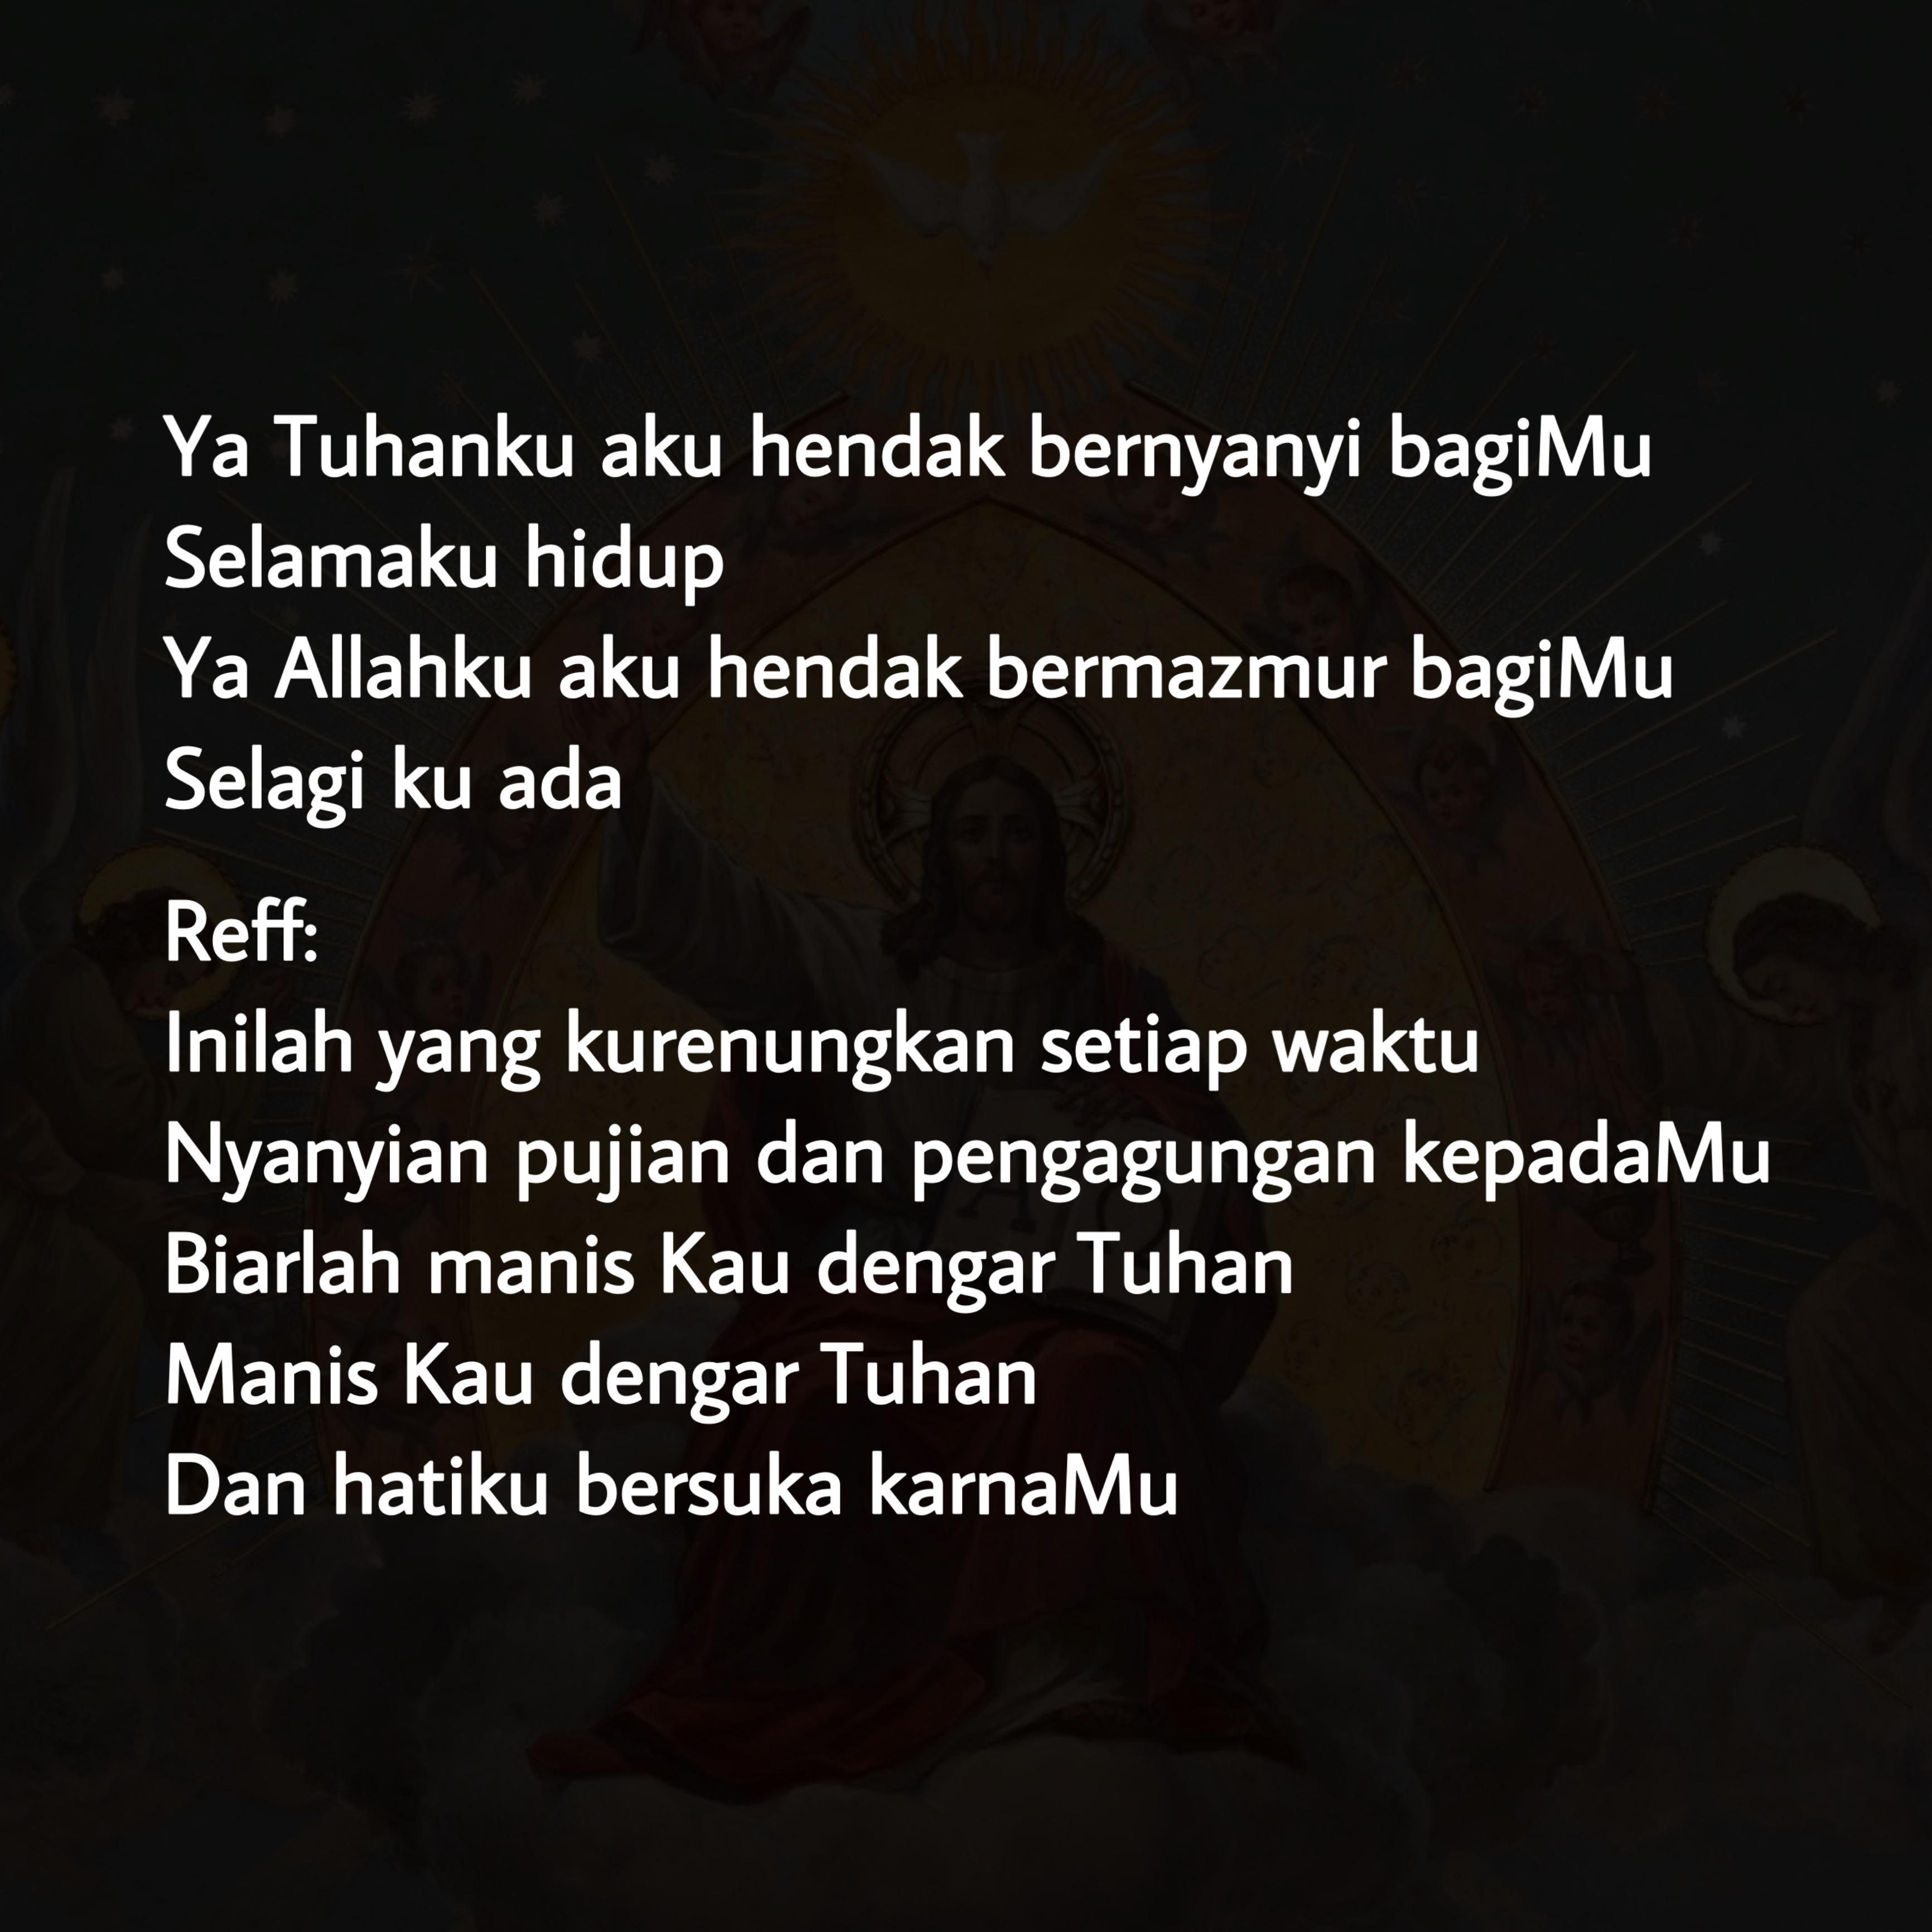 Ya Tuhanku aku hendak bernyanyi bagiMu
Selamaku hidup
Ya Allahku aku hendak bermazmur bagiMu
Selagi ku ada
Reff:
Inilah yang kurenungkan setiap waktu
Nyanyian pujian dan pengagungan kepadaMu
Biarlah manis Kau dengar Tuhan
Manis Kau dengar Tuhan
Dan hatiku bersuka karnaMu